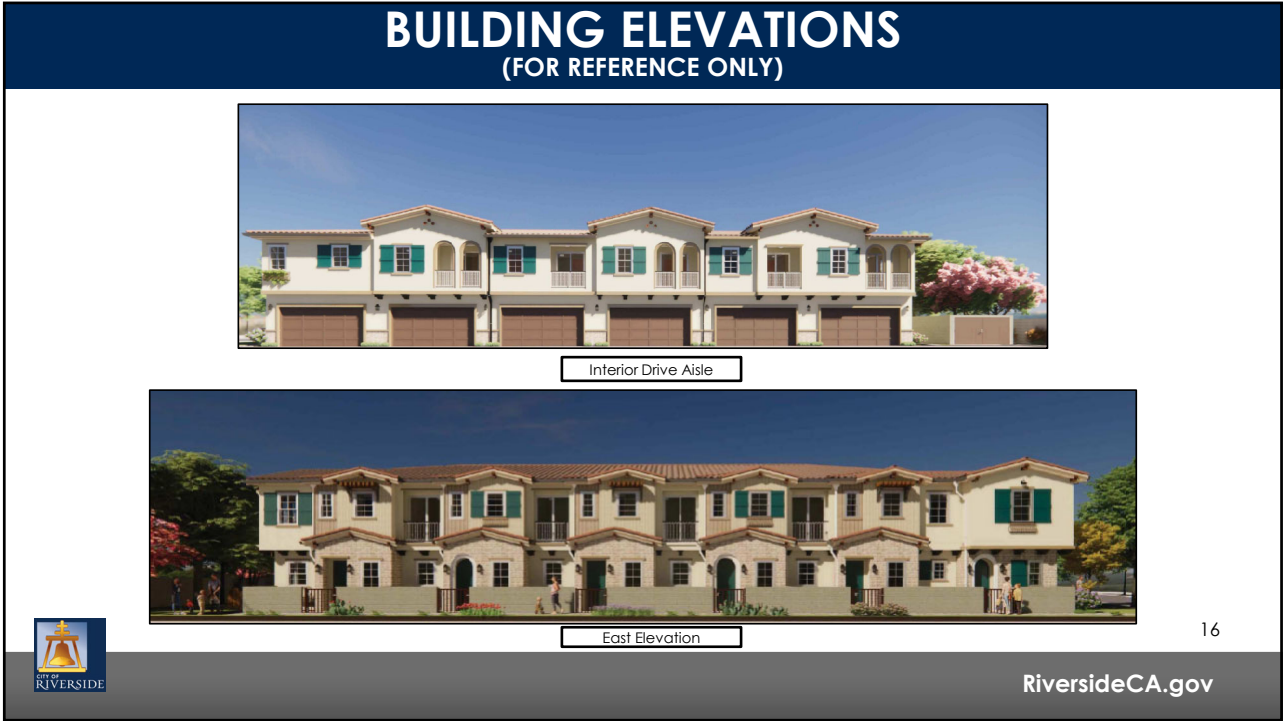 BUILDING ELEVATIONS
(FOR REFERENCE ONLY)
Interior Drive Aisle
East Elevation
16
CITY OF
RIVERSIDE
RiversideCA.gov